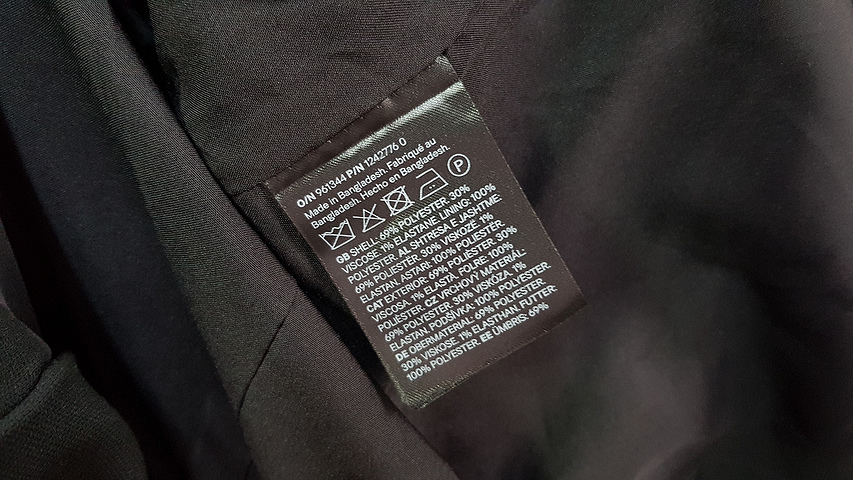 O/N 961344 P/N 1242776 0
Made in Bangladesh. Fabriqué au
Bangladesh. Hecho en Bangladesh.
P
GB SHELL: 69% POLYESTER, 30%
VISCOSE, 1% ELASTANE. LINING: 100%
POLYESTER. AL SHTRESA E JASHTME:
69% POLIESTER, 30% VISKOZË, 1%
ELASTAN. ASTAR: 100% POLIESTER.
CAT EXTERIOR: 69% POLIÈSTER, 30%
VISCOSA, 1% ELASTÀ. FOLRE: 100%
POLIÈSTER. CZ VRCHOVÝ MATERIÁL:
69% POLYESTER, 30% VISKÓZA, 1%
ELASTAN. PODŠÍVKA: 100% POLYESTER.
DE OBERMATERIAL: 69% POLYESTER,
30% VISKOSE, 1% ELASTHAN. FUTTER:
100% POLYESTER. EE ÜMBRIS: 69%